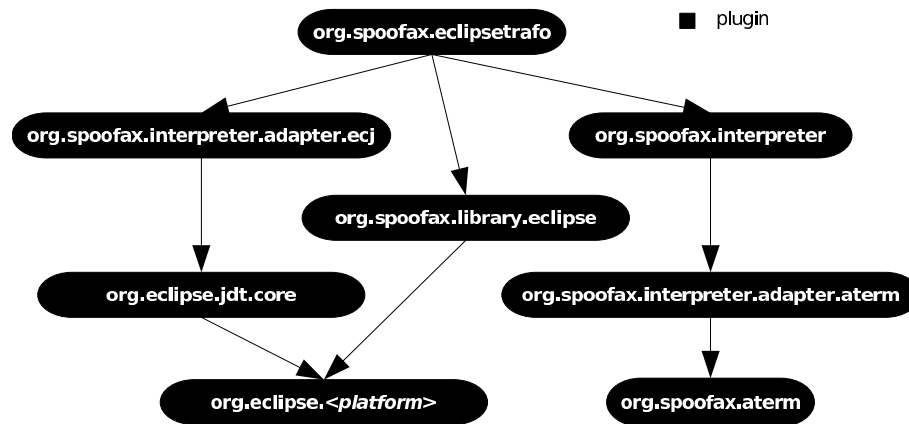 org.spoofax.eclipsetrafo
plugin
org.spoofax.interpreter.adapter.ecj
org.spoofax.interpreter
org.spoofax.library.eclipse
org.eclipse.jdt.core
org.spoofax.interpreter.adapter.aterm
org.eclipse.<platform>
org.spoofax.aterm